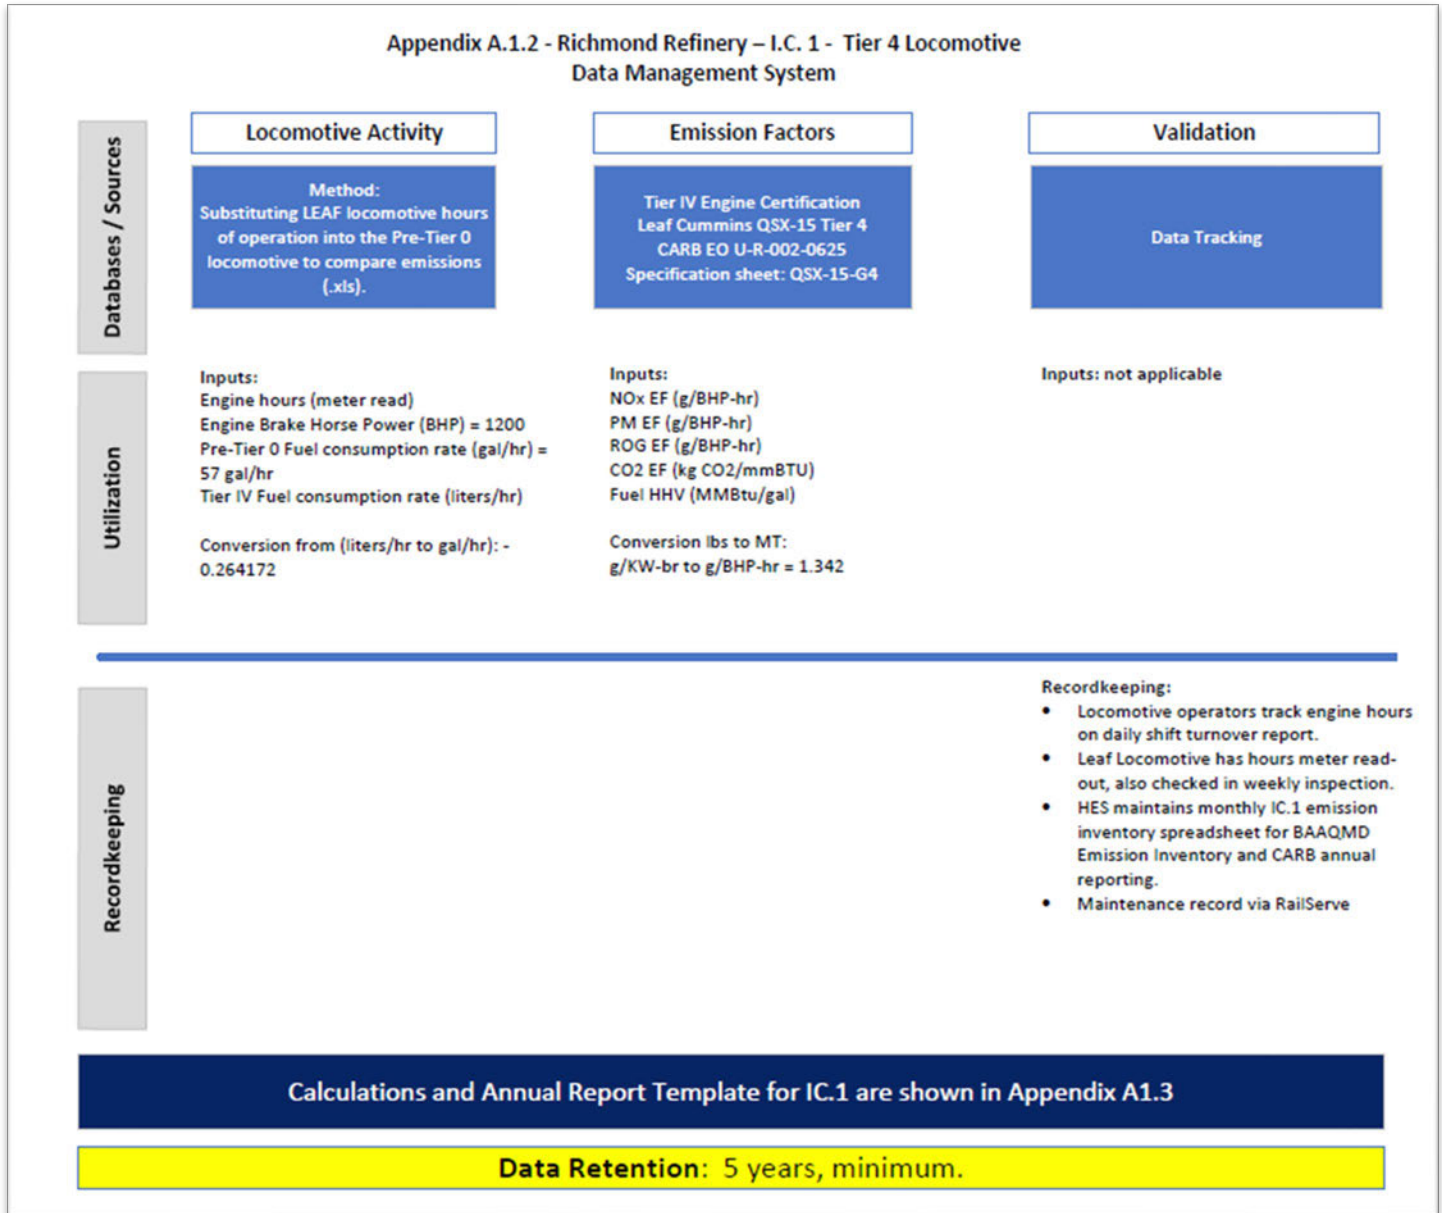 Appendix A.1.2 - Richmond Refinery – I.C. 1 - Tier 4 Locomotive
Data Management System
Databases / Sources
Locomotive Activity
Method:
Substituting LEAF locomotive hours
of operation into the Pre-Tier 0
locomotive to compare emissions
(.xls).
Emission Factors
Tier IV Engine Certification
Leaf Cummins QSX-15 Tier 4
CARB EO U-R-002-0625
Specification sheet: QSX-15-G4
Validation
Data Tracking
Utilization
Inputs:
Engine hours (meter read)
Engine Brake Horse Power (BHP) = 1200
Pre-Tier 0 Fuel consumption rate (gal/hr) =
57 gal/hr
Tier IV Fuel consumption rate (liters/hr)
Conversion from (liters/hr to gal/hr): -
0.264172
Inputs:
NOx EF (g/BHP-hr)
PM EF (g/BHP-hr)
ROG EF (g/BHP-hr)
CO2 EF (kg CO2/mmBTU)
Fuel HHV (MMBtu/gal)
Conversion lbs to MT:
g/KW-br to g/BHP-hr = 1.342
Inputs: not applicable
Recordkeeping
Recordkeeping:
• Locomotive operators track engine hours
on daily shift turnover report.
• Leaf Locomotive has hours meter read-
out, also checked in weekly inspection.
• HES maintains monthly IC.1 emission
inventory spreadsheet for BAAQMD
Emission Inventory and CARB annual
reporting.
• Maintenance record via RailServe
Calculations and Annual Report Template for IC.1 are shown in Appendix A1.3
Data Retention: 5 years, minimum.